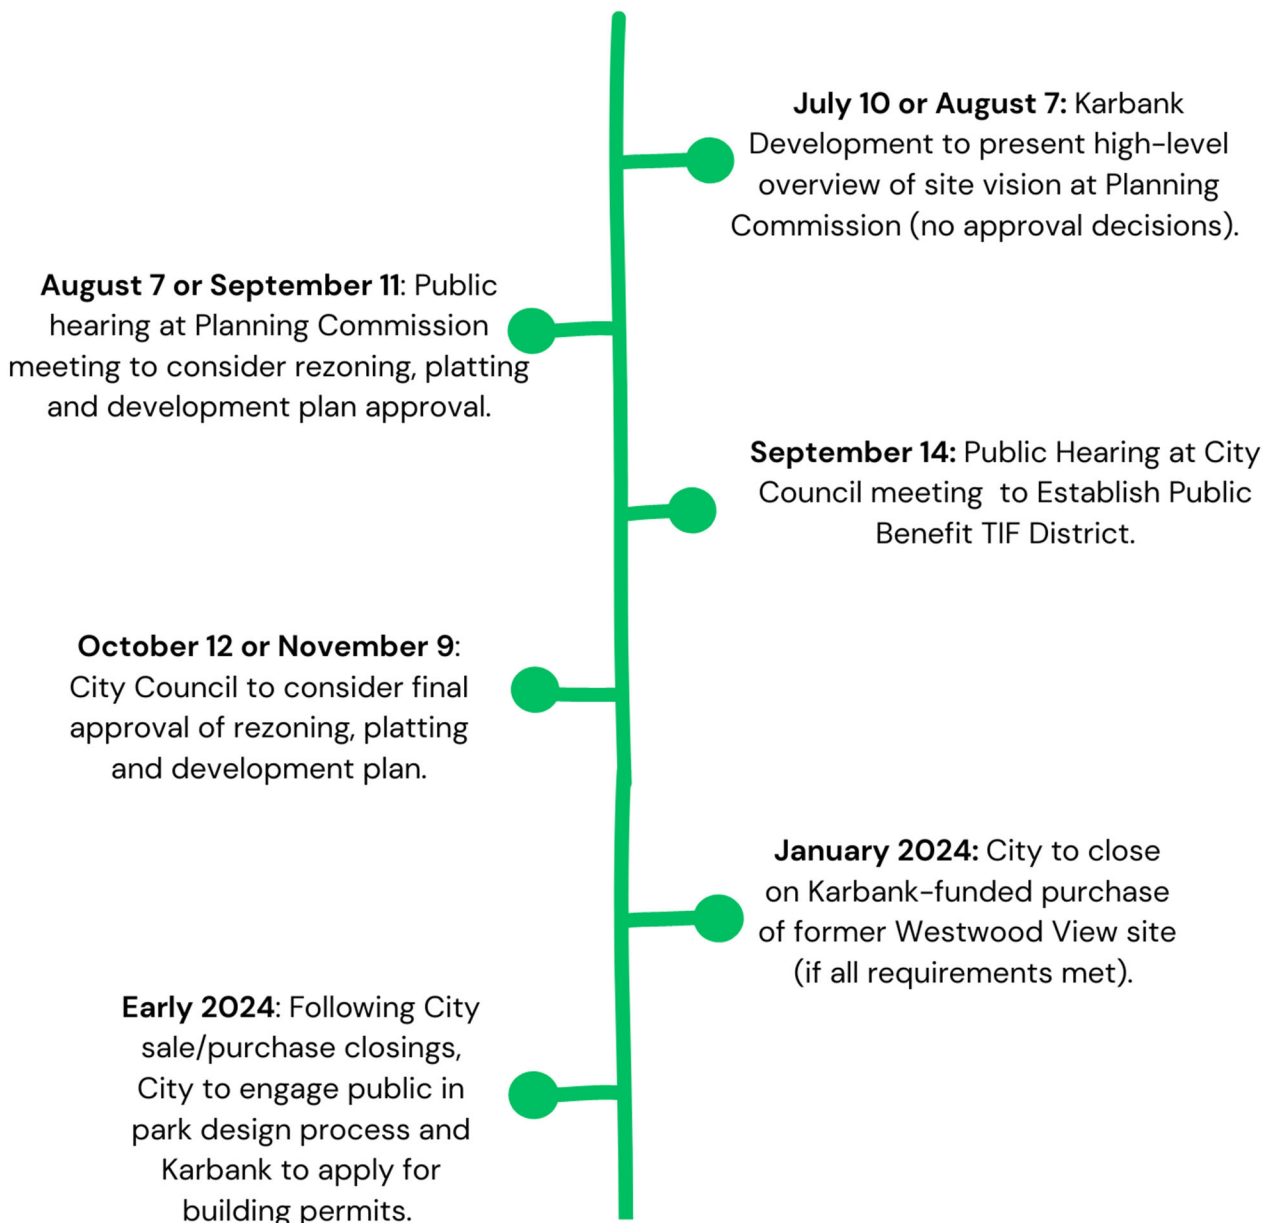 July 10 or August 7: Karbank
Development to present high-level
overview of site vision at Planning
Commission (no approval decisions).
August 7 or September 11: Public
hearing at Planning Commission
meeting to consider rezoning, platting
and development plan approval.
September 14: Public Hearing at City
Council meeting  to Establish Public
Benefit TIF District.
October 12 or November 9:
City Council to consider final
approval of rezoning, platting
and development plan.
January 2024: City to close
on Karbank-funded purchase
of former Westwood View site
(if all requirements met).
Early 2024: Following City
sale/purchase closings,
City to engage public in
park design process and
Karbank to apply for
building permits.